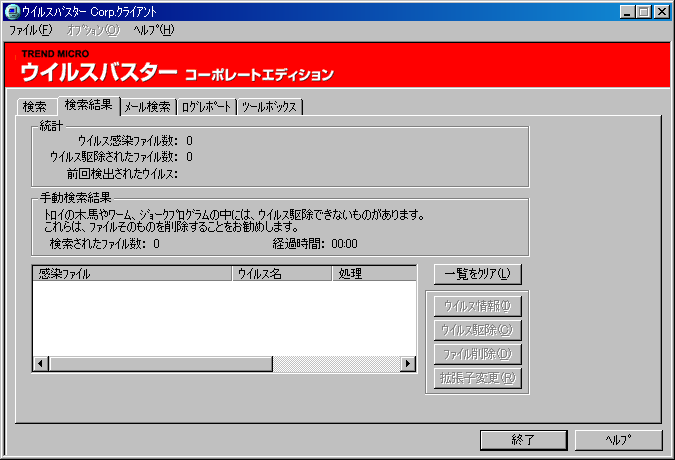 ウイルスバスター Corp.クライアント
ファイル(F) オプション(O) ヘルプ(H)
TREND MICRO
ウイルスバスター コーポレートエディション
検索 検索結果 メール検索 ログレポート ツールボックス
統計
ウイルス感染ファイル数: 0
ウイルス駆除されたファイル数: 0
前回検出されたウイルス:
手動検索結果
トロイの木馬やワーム、ジョークプログラムの中には、ウイルス駆除できないものがあります。
これらは、ファイルそのものを削除することをお勧めします。
検索されたファイル数: 0 経過時間: 00:00
感染ファイル ウイルス名 処理
一覧をクリア(L)
ウイルス情報(I)
ウイルス駆除(C)
ファイル削除(D)
拡張子変更(R)
終了 ヘルプ